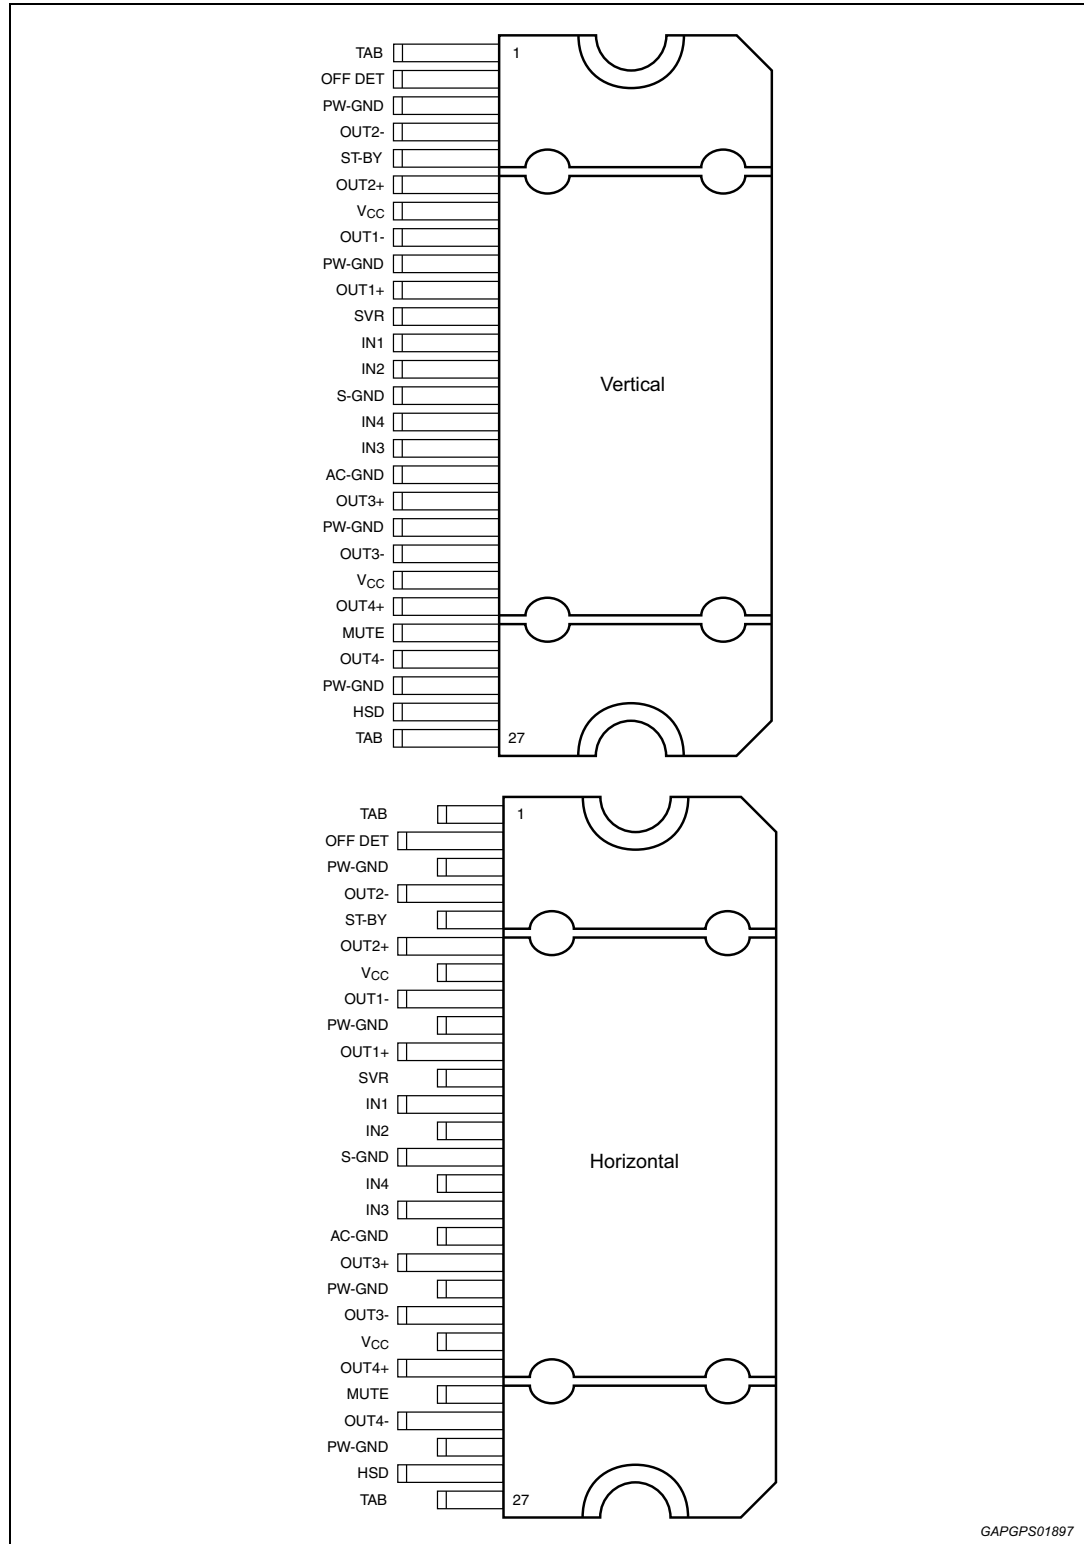 TAB 1
OFF DET
PW-GND
OUT2-
ST-BY
OUT2+
VCC
OUT1-
PW-GND
OUT1+
SVR
IN1
IN2
Vertical
S-GND
IN4
IN3
AC-GND
OUT3+
PW-GND
OUT3-
VCC
OUT4+
MUTE
OUT4-
PW-GND
HSD
TAB 27
TAB 1
OFF DET
PW-GND
OUT2-
ST-BY
OUT2+
VCC
OUT1-
PW-GND
OUT1+
SVR
IN1
IN2
S-GND
Horizontal
IN4
IN3
AC-GND
OUT3+
PW-GND
OUT3-
VCC
OUT4+
MUTE
OUT4-
PW-GND
HSD
TAB 27
GAPGPS01897